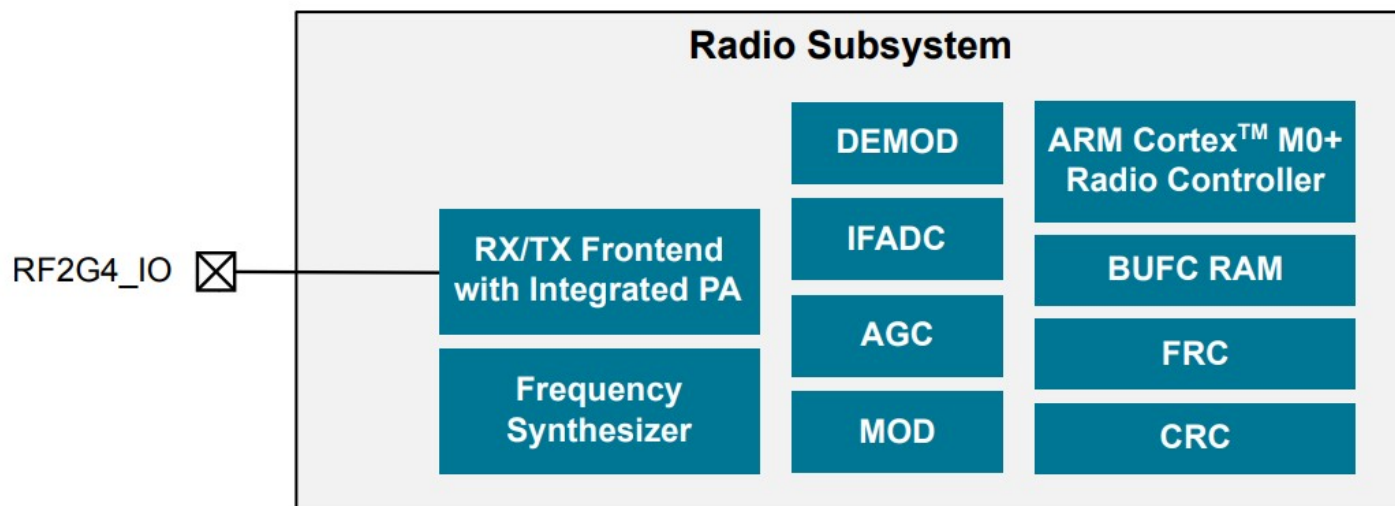 Radio Subsystem
RF2G4_IO
RX/TX Frontend
with Integrated PA
Frequency
Synthesizer
DEMOD
IFADC
AGC
MOD
ARM Cortex™ M0+
Radio Controller
BUFC RAM
FRC
CRC